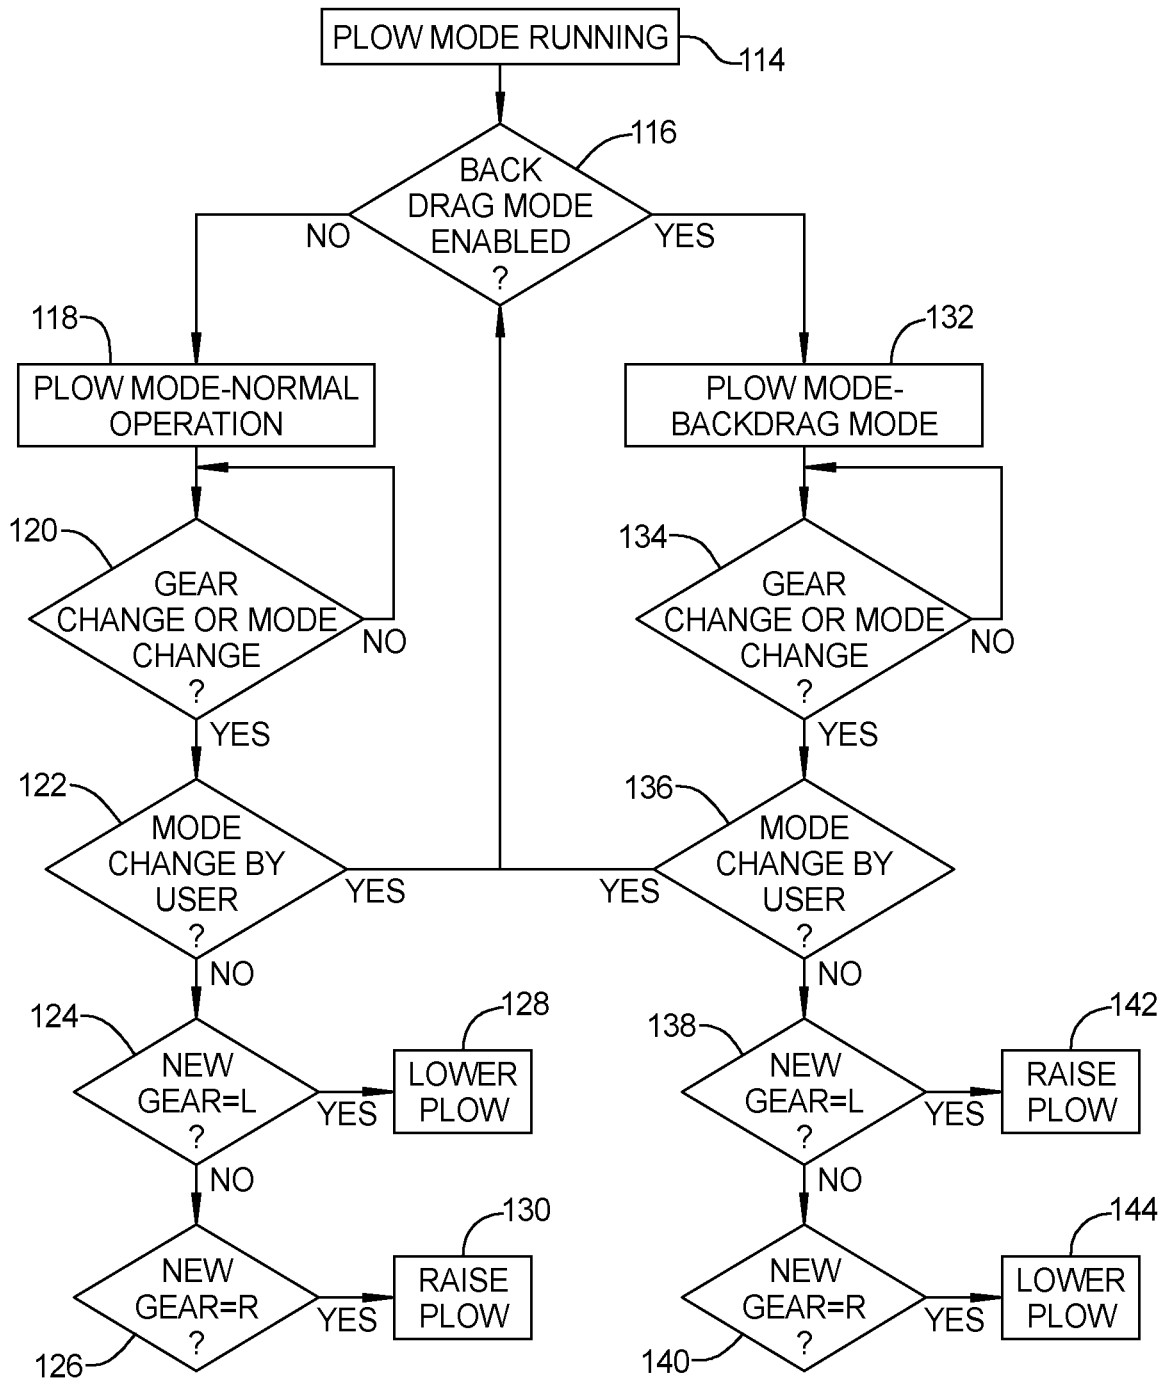 PLOW MODE RUNNING
114
116
BACK
DRAG MODE
ENABLED
?
NO
YES
118
PLOW MODE-NORMAL
OPERATION
132
PLOW MODE-
BACKDRAG MODE
120
GEAR
CHANGE OR MODE
CHANGE
?
NO
YES
134
GEAR
CHANGE OR MODE
CHANGE
?
NO
YES
122
MODE
CHANGE BY
USER
?
YES
NO
136
MODE
CHANGE BY
USER
?
YES
NO
124
NEW
GEAR=L
?
YES
NO
128
LOWER
PLOW
138
NEW
GEAR=L
?
YES
NO
142
RAISE
PLOW
126
NEW
GEAR=R
?
YES
130
RAISE
PLOW
140
NEW
GEAR=R
?
YES
144
LOWER
PLOW